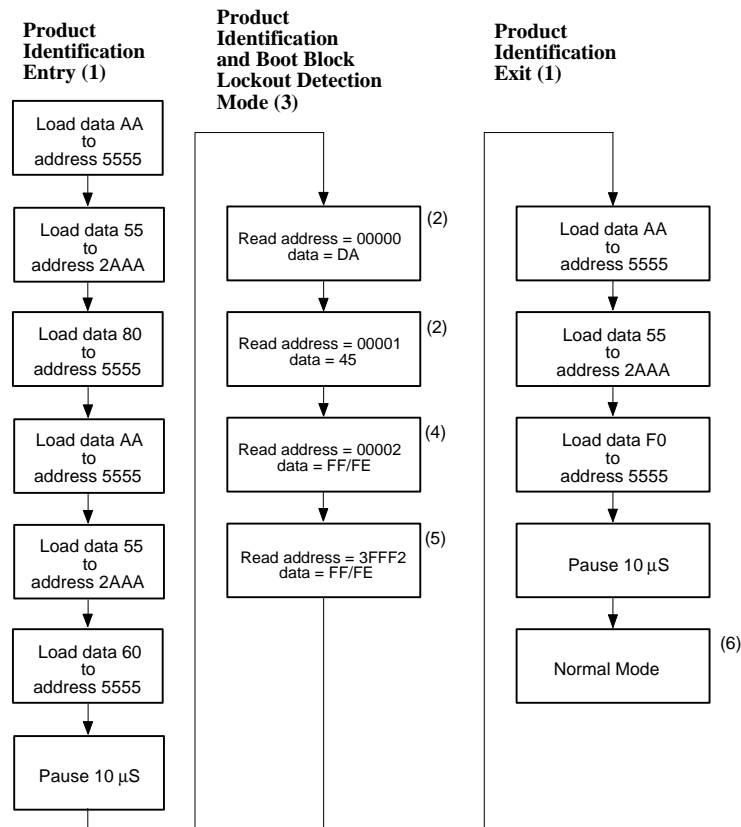 Product
Identification
Entry (1)
Load data AA
to
address 5555
Load data 55
to
address 2AAA
Load data 80
to
address 5555
Load data AA
to
address 5555
Load data 55
to
address 2AAA
Load data 60
to
address 5555
Pause 10 µS
Product
Identification
and Boot Block
Lockout Detection
Mode (3)
Read address = 00000
data = DA
(2)
Read address = 00001
data = 45
(2)
Read address = 00002
data = FF/FE
(4)
Read address = 3FFF2
data = FF/FE
(5)
Product
Identification
Exit (1)
Load data AA
to
address 5555
Load data 55
to
address 2AAA
Load data F0
to
address 5555
Pause 10 µS
Normal Mode
(6)